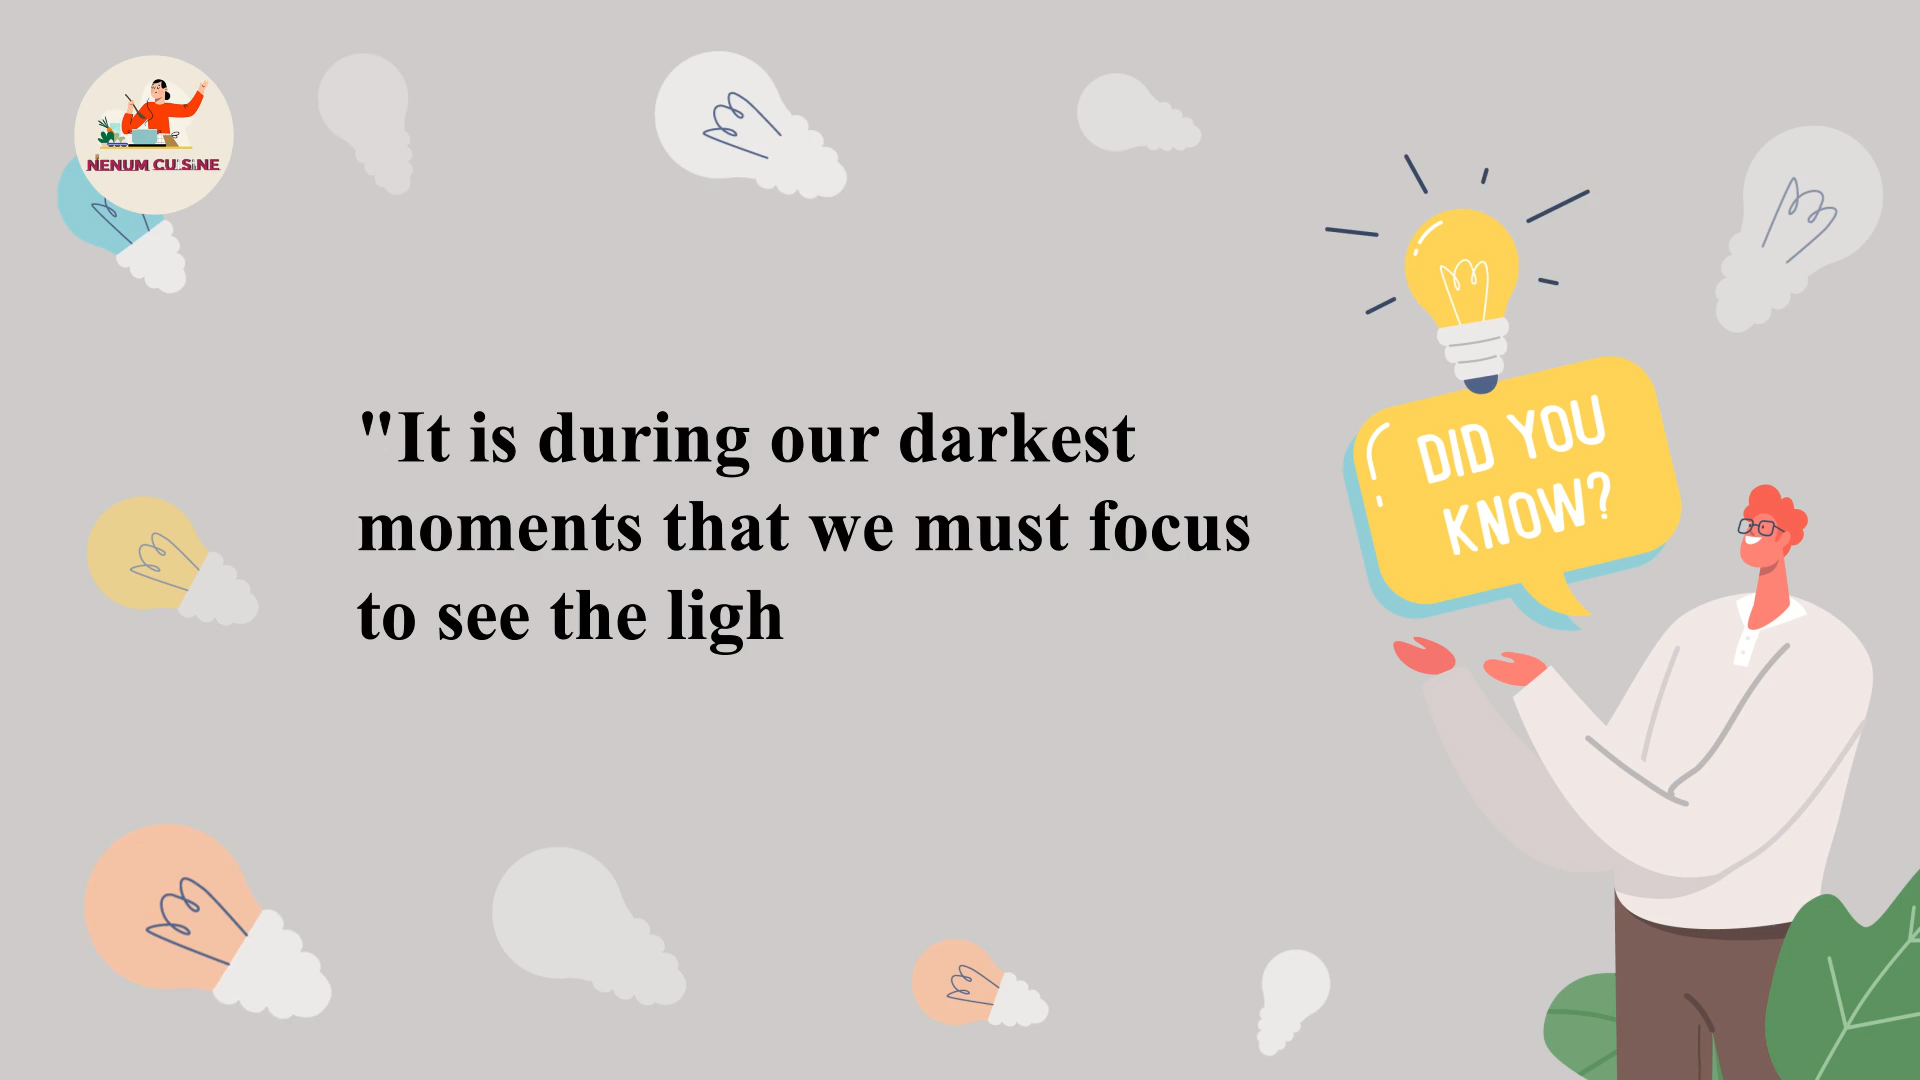 NENUM CUISINE
"It is during our darkest
moments that we must focus
to see the ligh
DID YOU
KNOW?